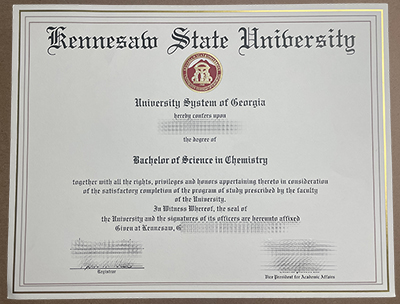 Kennesaw State University
University System of Georgia
hereby confers upon
the degree of
Bachelor of Science in Chemistry
together with all the rights, privileges and honors appertaining thereto in consideration
of the satisfactory completion of the program of study prescribed by the faculty
of the University.
In Witness Whereof, the seal of
the University and the signatures of its officers are hereunto affixed
Given at Kennesaw, G
Registrar
Vice President for Academic Affairs